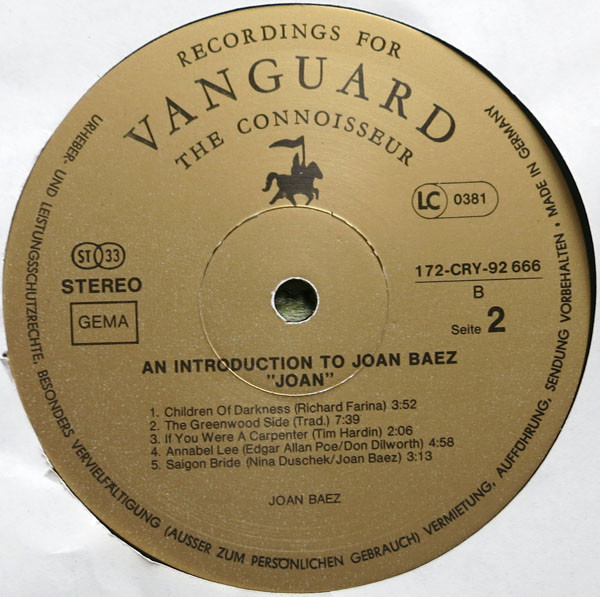 RECORDINGS FOR
VANGUARD
THE CONNOISSEUR
LC 0381
ST 33
STEREO
GEMA
172-CRY-92 666
B
Seite 2
AN INTRODUCTION TO JOAN BAEZ
"JOAN"
1. Children Of Darkness (Richard Farina) 3:52
2. The Greenwood Side (Trad.) 7:39
3. If You Were A Carpenter (Tim Hardin) 2:06
4. Annabel Lee (Edgar Allan Poe/Don Dilworth) 4:58
5. Saigon Bride (Nina Duschek/Joan Baez) 3:13
JOAN BAEZ
URHEBER- UND LEISTUNGSSCHUTZRECHTE, BESONDERS VERVIELFÄLTIGUNG (AUSSER ZUM PERSÖNLICHEN GEBRAUCH) VERMIETUNG, AUFFÜHRUNG, SENDUNG VORBEHALTEN • MADE IN GERMANY